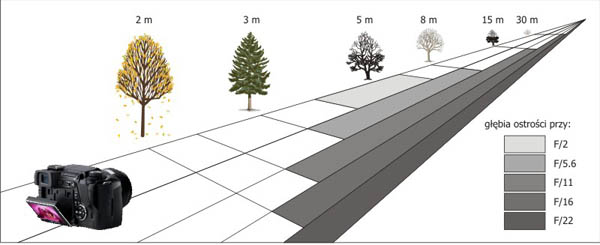 2 m 3 m 5 m 8 m 15 m 30 m
głębia ostrości przy:
F/2
F/5.6
F/11
F/16
F/22